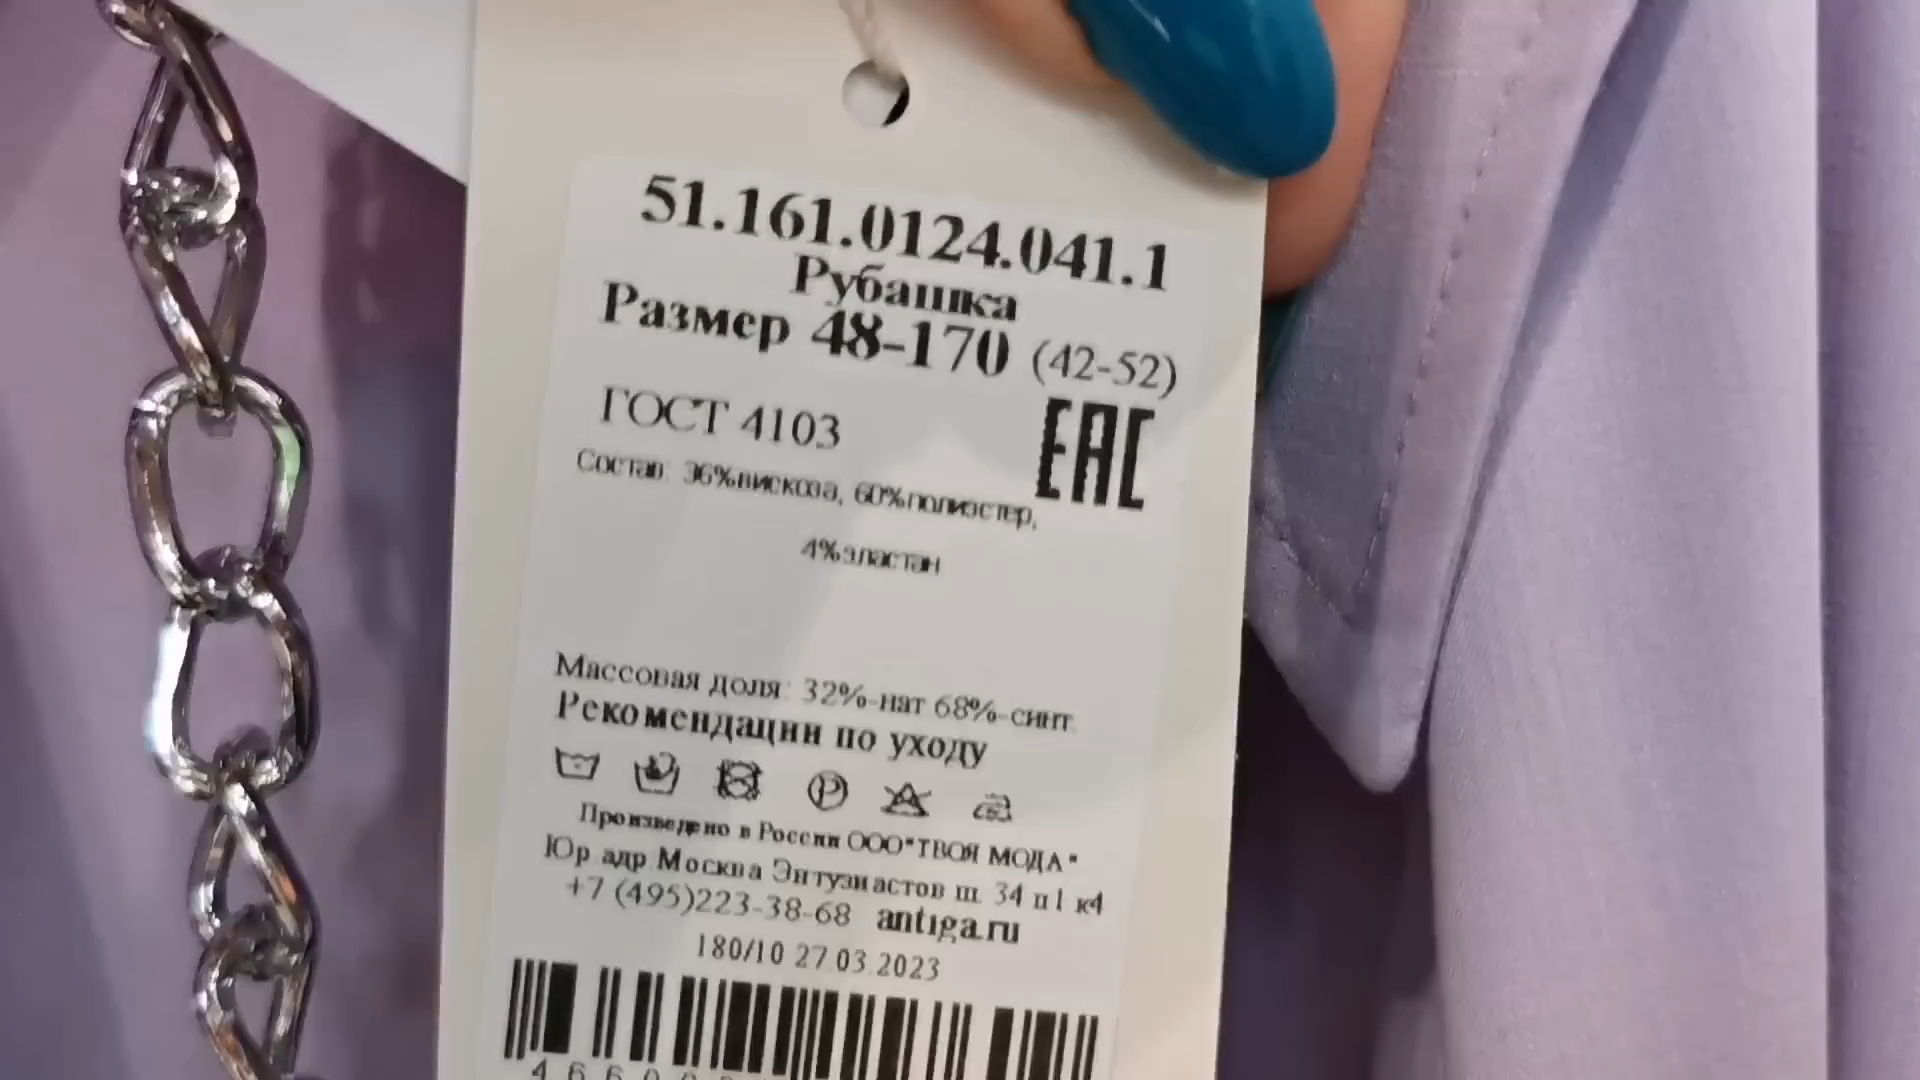 51.161.0124.041.1
Рубашка
Размер 48-170 (42-52)
ГОСТ 4103
EAC
Состав: 36%вискоза, 60%полиэстер,
4%эластан
Массовая доля: 32%-нат 68%-синт
Рекомендации по уходу
P
Произведено в России ООО"ТВОЯ МОДА"
Юр адр Москва Энтузиастов ш. 34 п1 к4
+7 (495)223-38-68 antiga.ru
180/10 27.03.2023